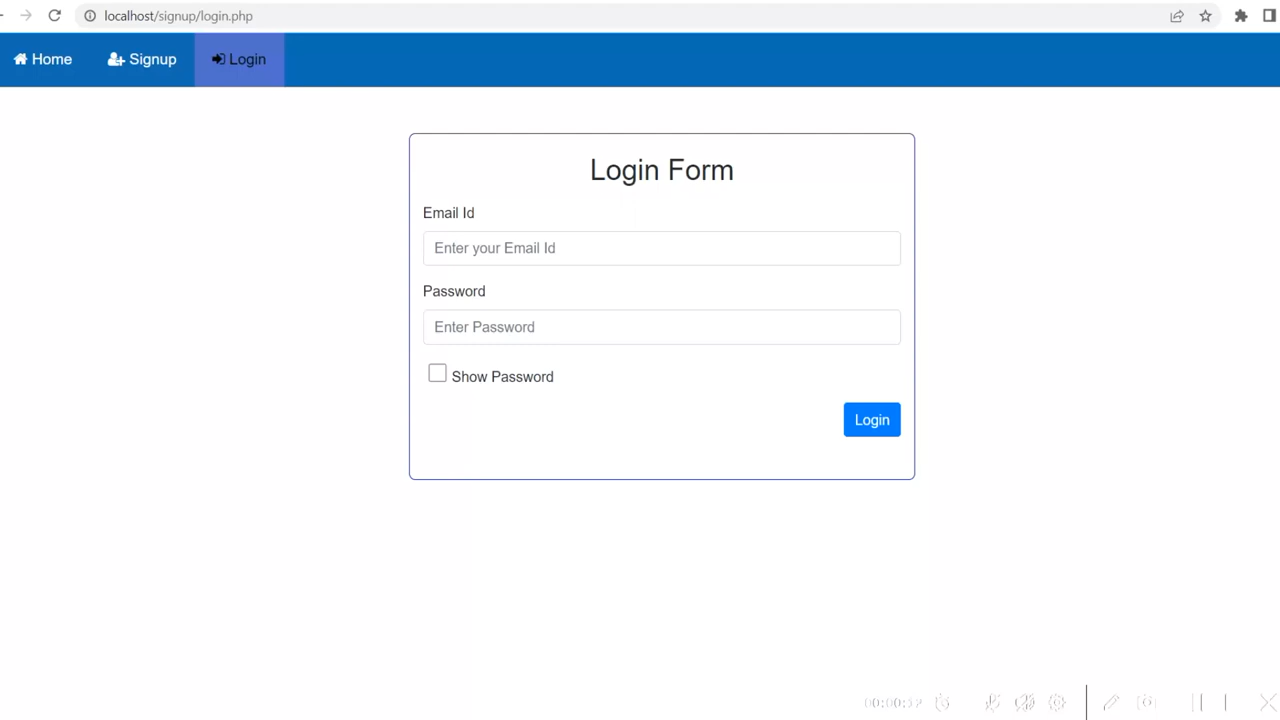 localhost/signup/login.php
Home Signup Login
Login Form
Email Id
Enter your Email Id
Password
Enter Password
Show Password
Login